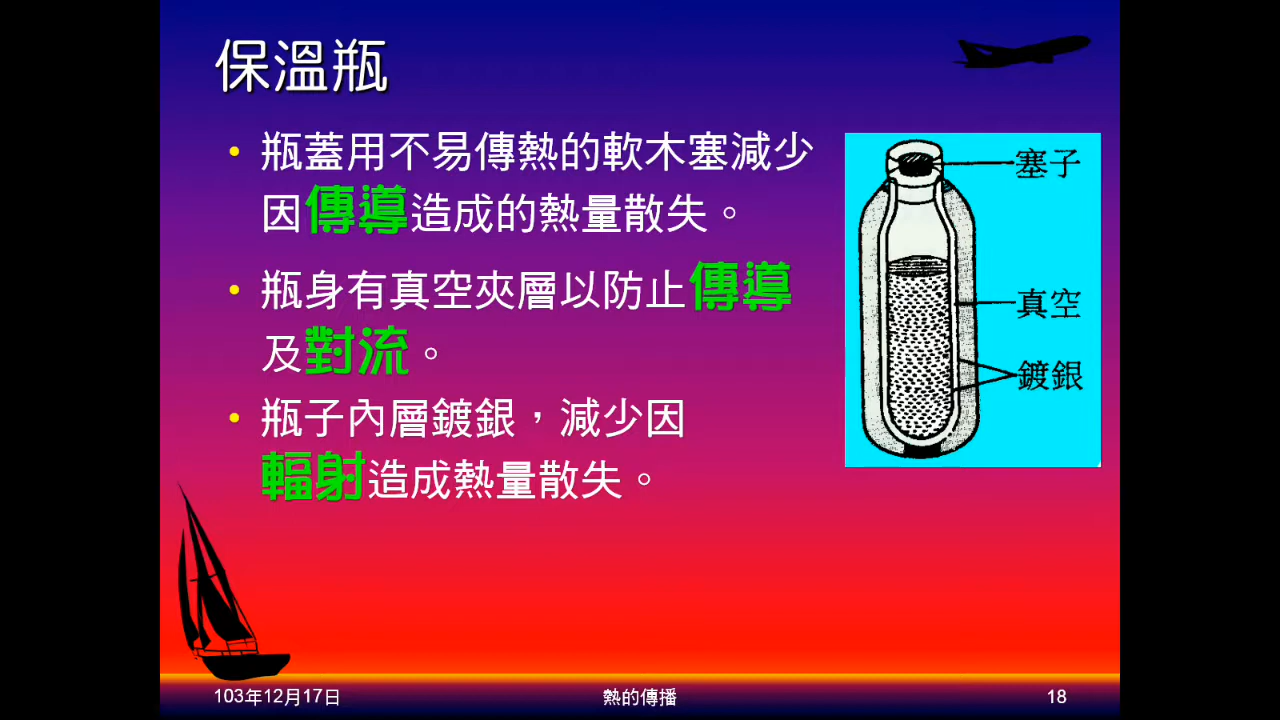 保溫瓶
• 瓶蓋用不易傳熱的軟木塞減少
因傳導造成的熱量散失。
• 瓶身有真空夾層以防止傳導
及對流。
• 瓶子內層鍍銀，減少因
輻射造成熱量散失。
塞子
真空
鍍銀
103年12月17日
熱的傳播
18